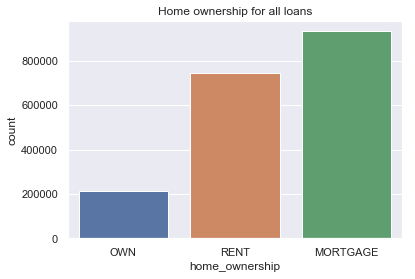 Home ownership for all loans
800000
600000
400000
200000
0
count
OWN RENT MORTGAGE
home_ownership